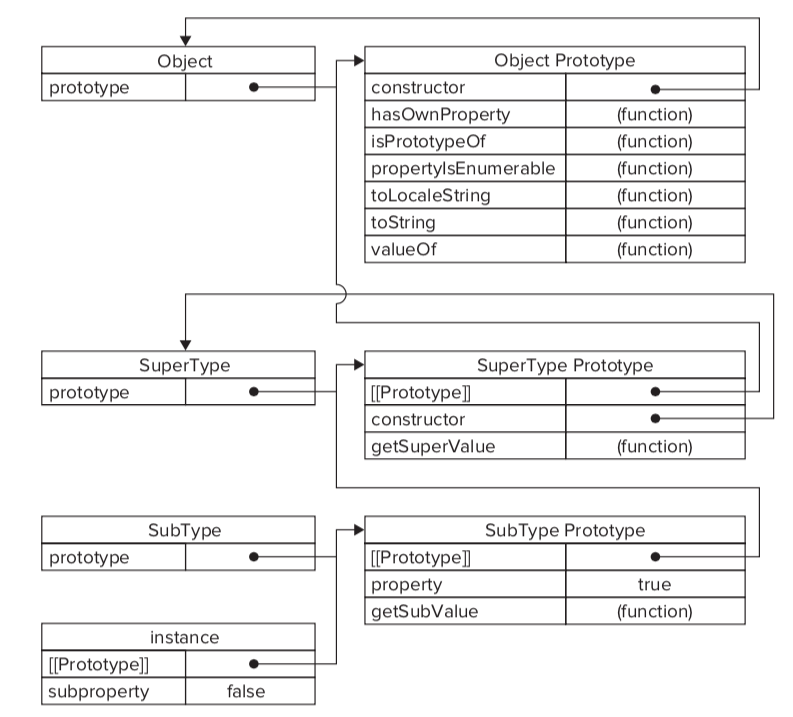 Object
prototype
Object Prototype
constructor
hasOwnProperty (function)
isPrototypeOf (function)
propertyIsEnumerable (function)
toLocaleString (function)
toString (function)
valueOf (function)
SuperType
prototype
SuperType Prototype
[[Prototype]]
constructor
getSuperValue (function)
SubType
prototype
SubType Prototype
[[Prototype]]
property true
getSubValue (function)
instance
[[Prototype]]
subproperty false